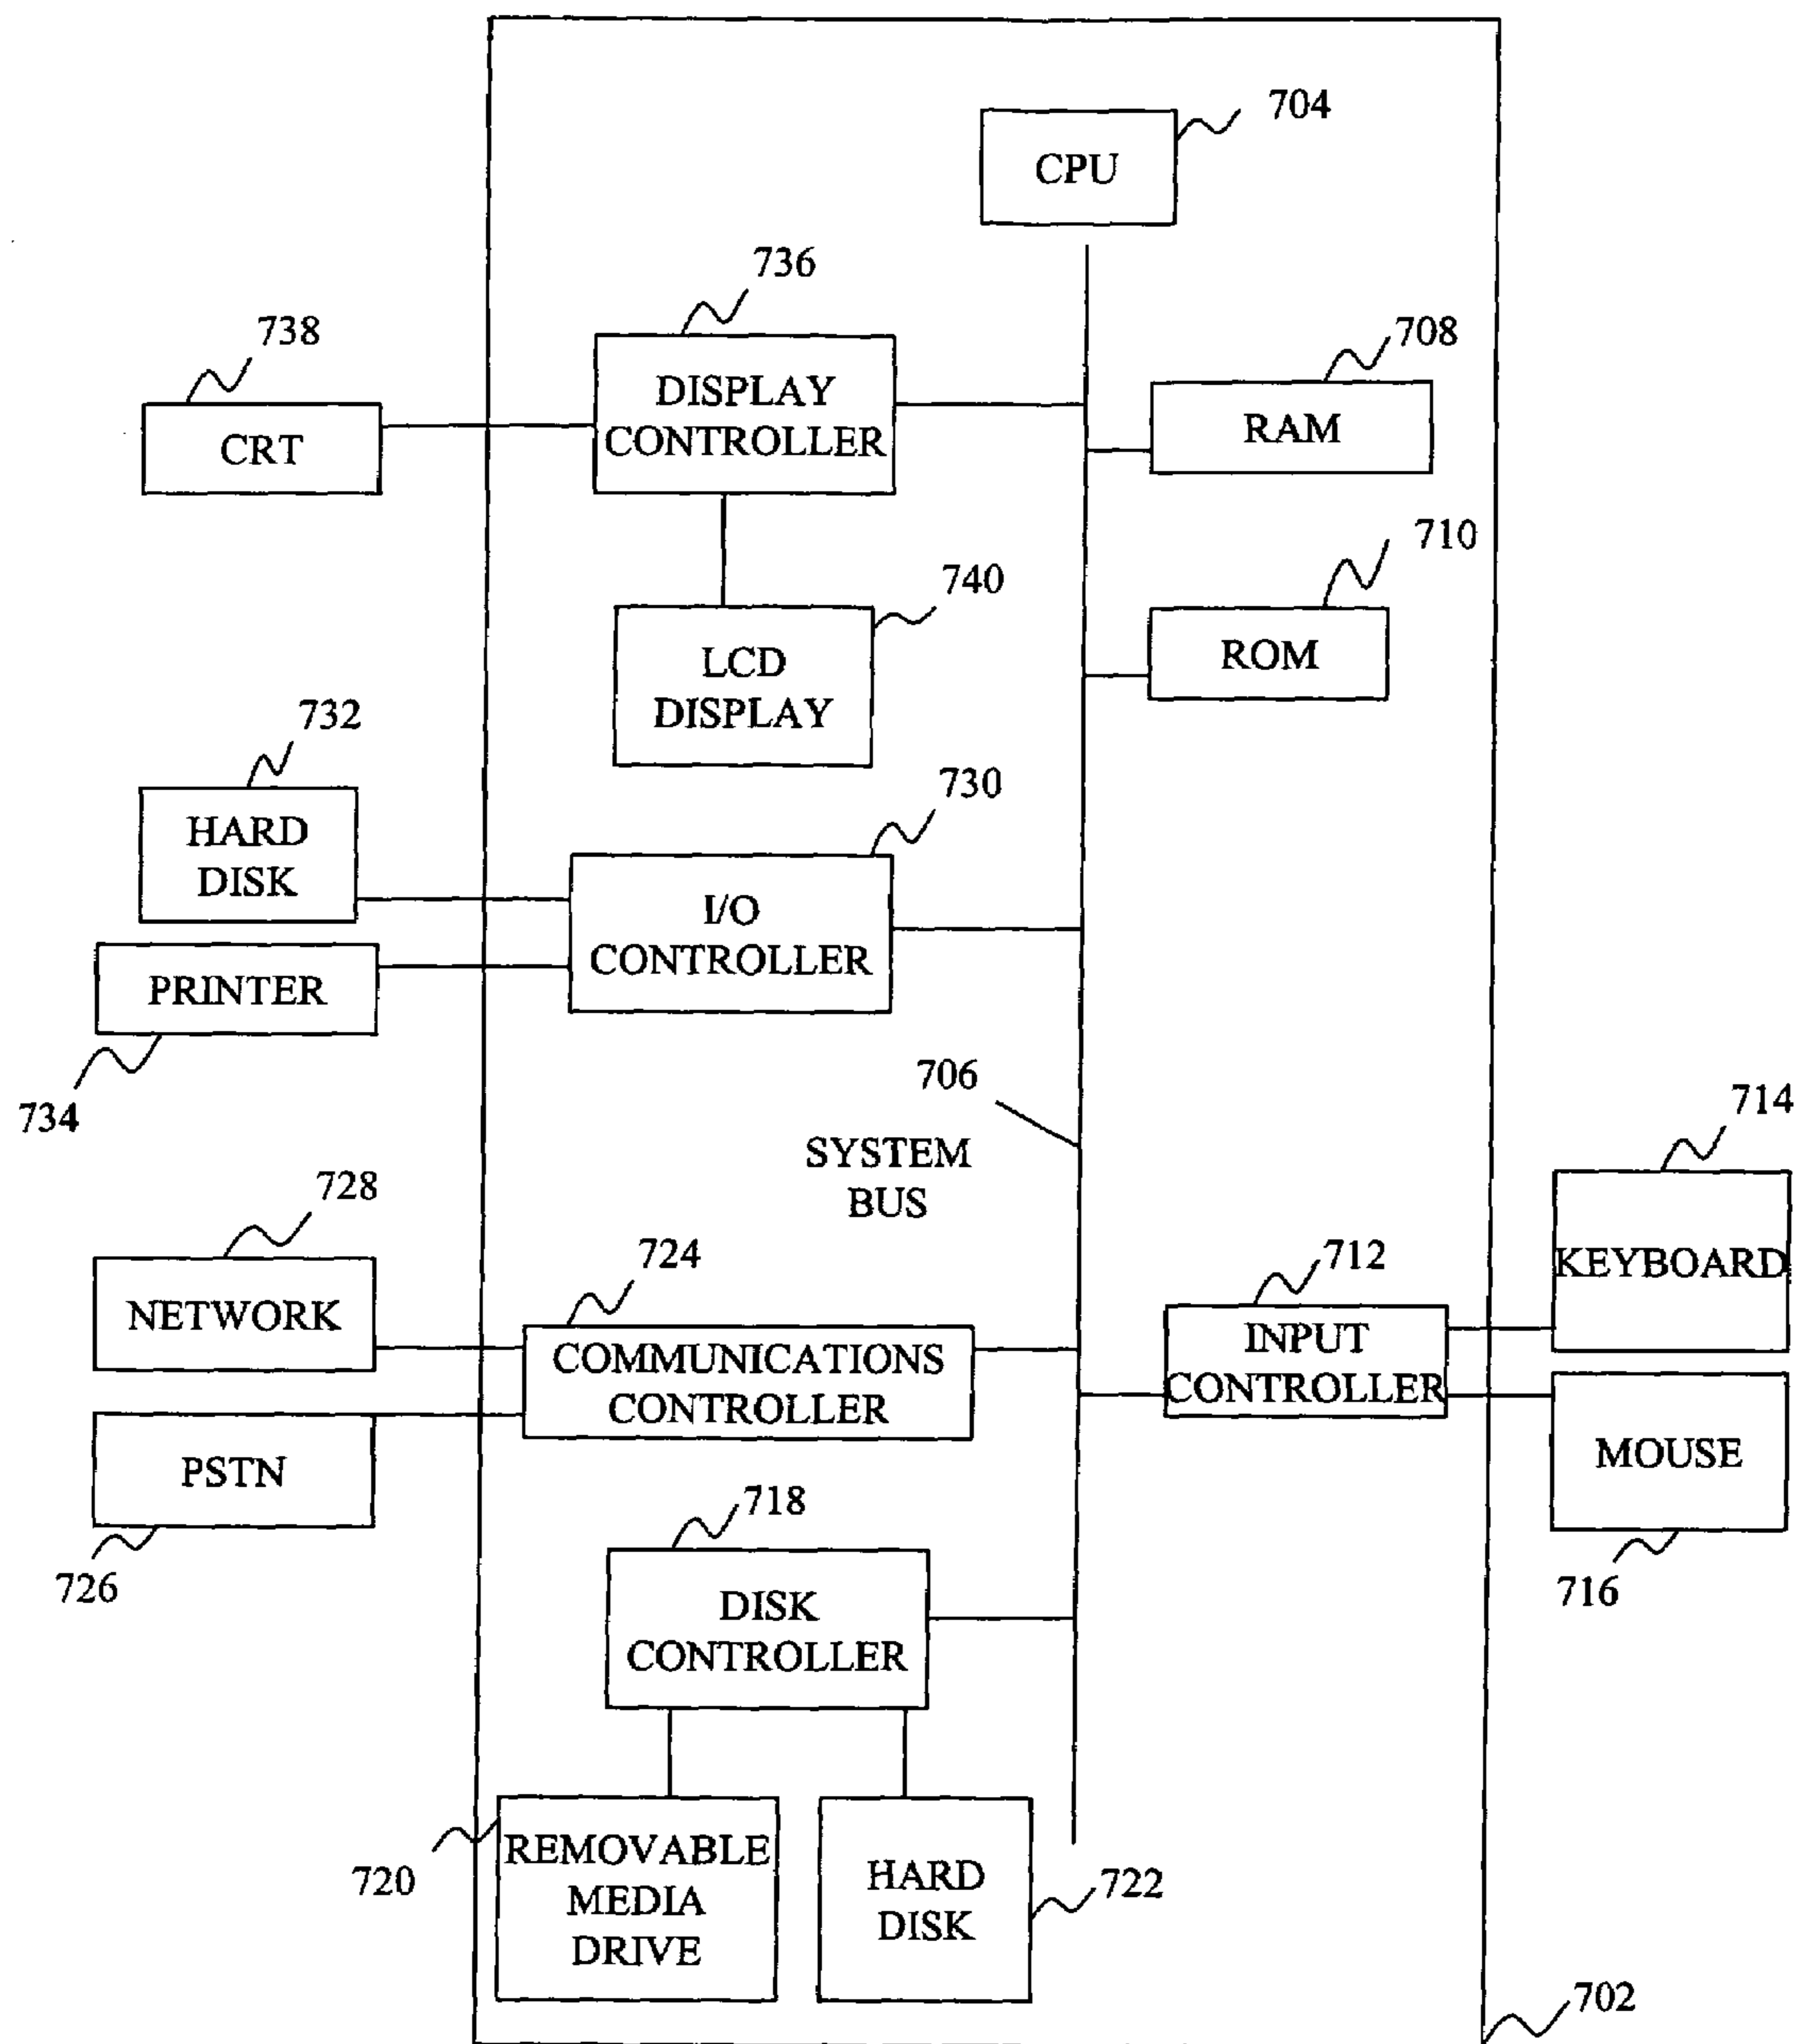 704
CPU
736
738
708
DISPLAY
CONTROLLER
CRT
RAM
710
740
LCD
DISPLAY
ROM
732
730
HARD
DISK
I/O
CONTROLLER
PRINTER
734
706
714
SYSTEM
BUS
728
724
712
KEYBOARD
NETWORK
COMMUNICATIONS
CONTROLLER
INPUT
CONTROLLER
PSTN
MOUSE
718
726
716
DISK
CONTROLLER
720
REMOVABLE
MEDIA
DRIVE
HARD
DISK
722
702